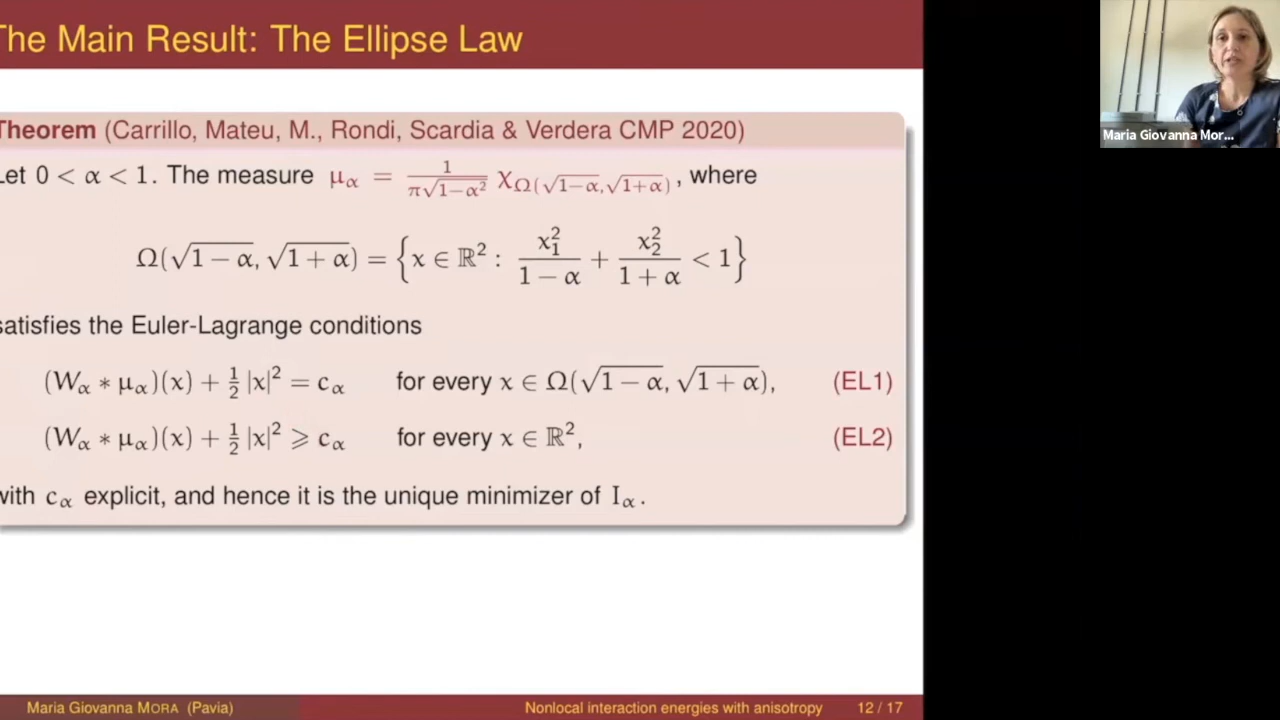 The Main Result: The Ellipse Law
Theorem (Carrillo, Mateu, M., Rondi, Scardia & Verdera CMP 2020)
Let 0 < α < 1. The measure μ_α = 1/(π√(1−α²)) χ_Ω(√(1−α),√(1+α)), where
Ω(√(1−α), √(1+α)) = {x ∈ ℝ² : x₁²/(1−α) + x₂²/(1+α) < 1}
satisfies the Euler-Lagrange conditions
(W_α * μ_α)(x) + ½|x|² = c_α for every x ∈ Ω(√(1−α), √(1+α)), (EL1)
(W_α * μ_α)(x) + ½|x|² ⩾ c_α for every x ∈ ℝ², (EL2)
with c_α explicit, and hence it is the unique minimizer of I_α.
Maria Giovanna MORA (Pavia) Nonlocal interaction energies with anisotropy 12 / 17
Maria Giovanna Mor...